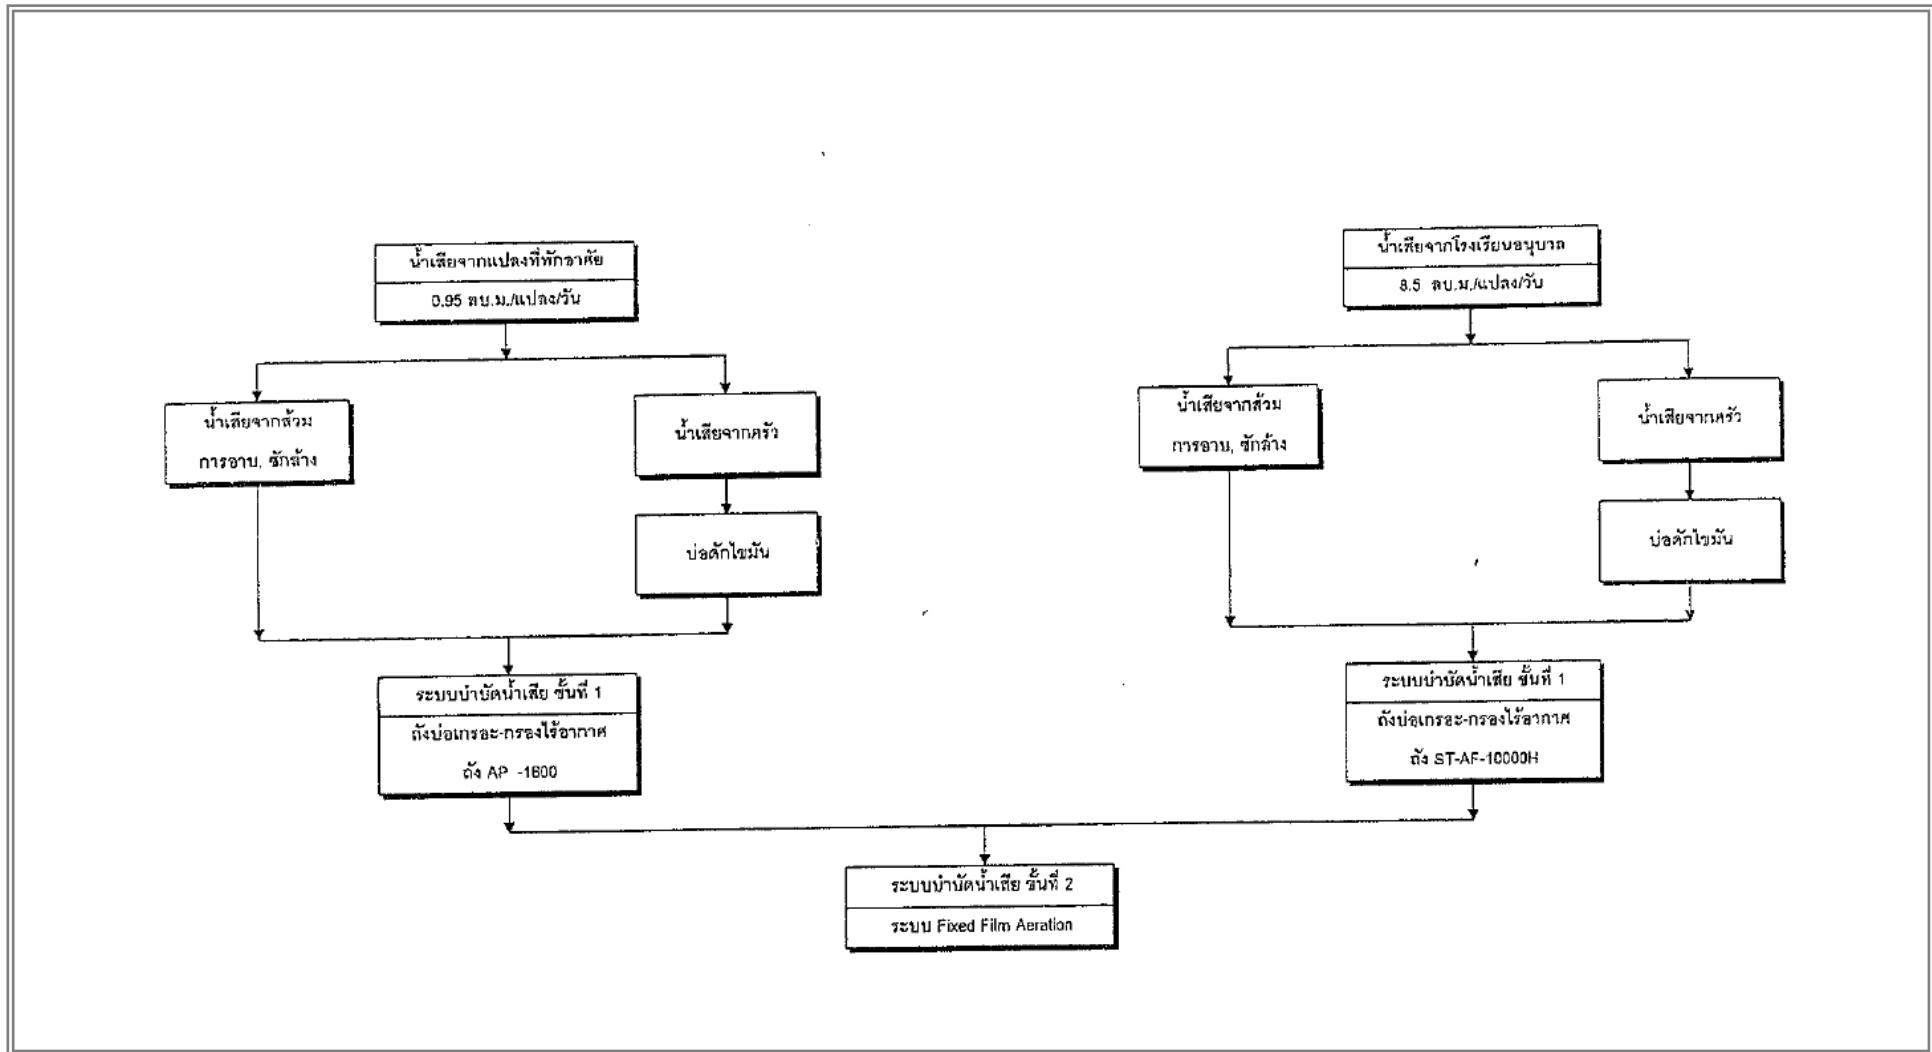 น้ำเสียจากแปลงที่พักอาศัย
0.95 ลบ.ม./แปลง/วัน
น้ำเสียจากส้วม
การอาบ, ซักล้าง
น้ำเสียจากครัว
บ่อดักไขมัน
ระบบบำบัดน้ำเสีย ขั้นที่ 1
ถังบ่อเกรอะ-กรองไร้อากาศ
ถัง AP -1600
น้ำเสียจากโรงเรียนอนุบาล
8.5 ลบ.ม./แปลง/วัน
น้ำเสียจากส้วม
การอาบ, ซักล้าง
น้ำเสียจากครัว
บ่อดักไขมัน
ระบบบำบัดน้ำเสีย ขั้นที่ 1
ถังบ่อเกรอะ-กรองไร้อากาศ
ถัง ST-AF-10000H
ระบบบำบัดน้ำเสีย ขั้นที่ 2
ระบบ Fixed Film Aeration